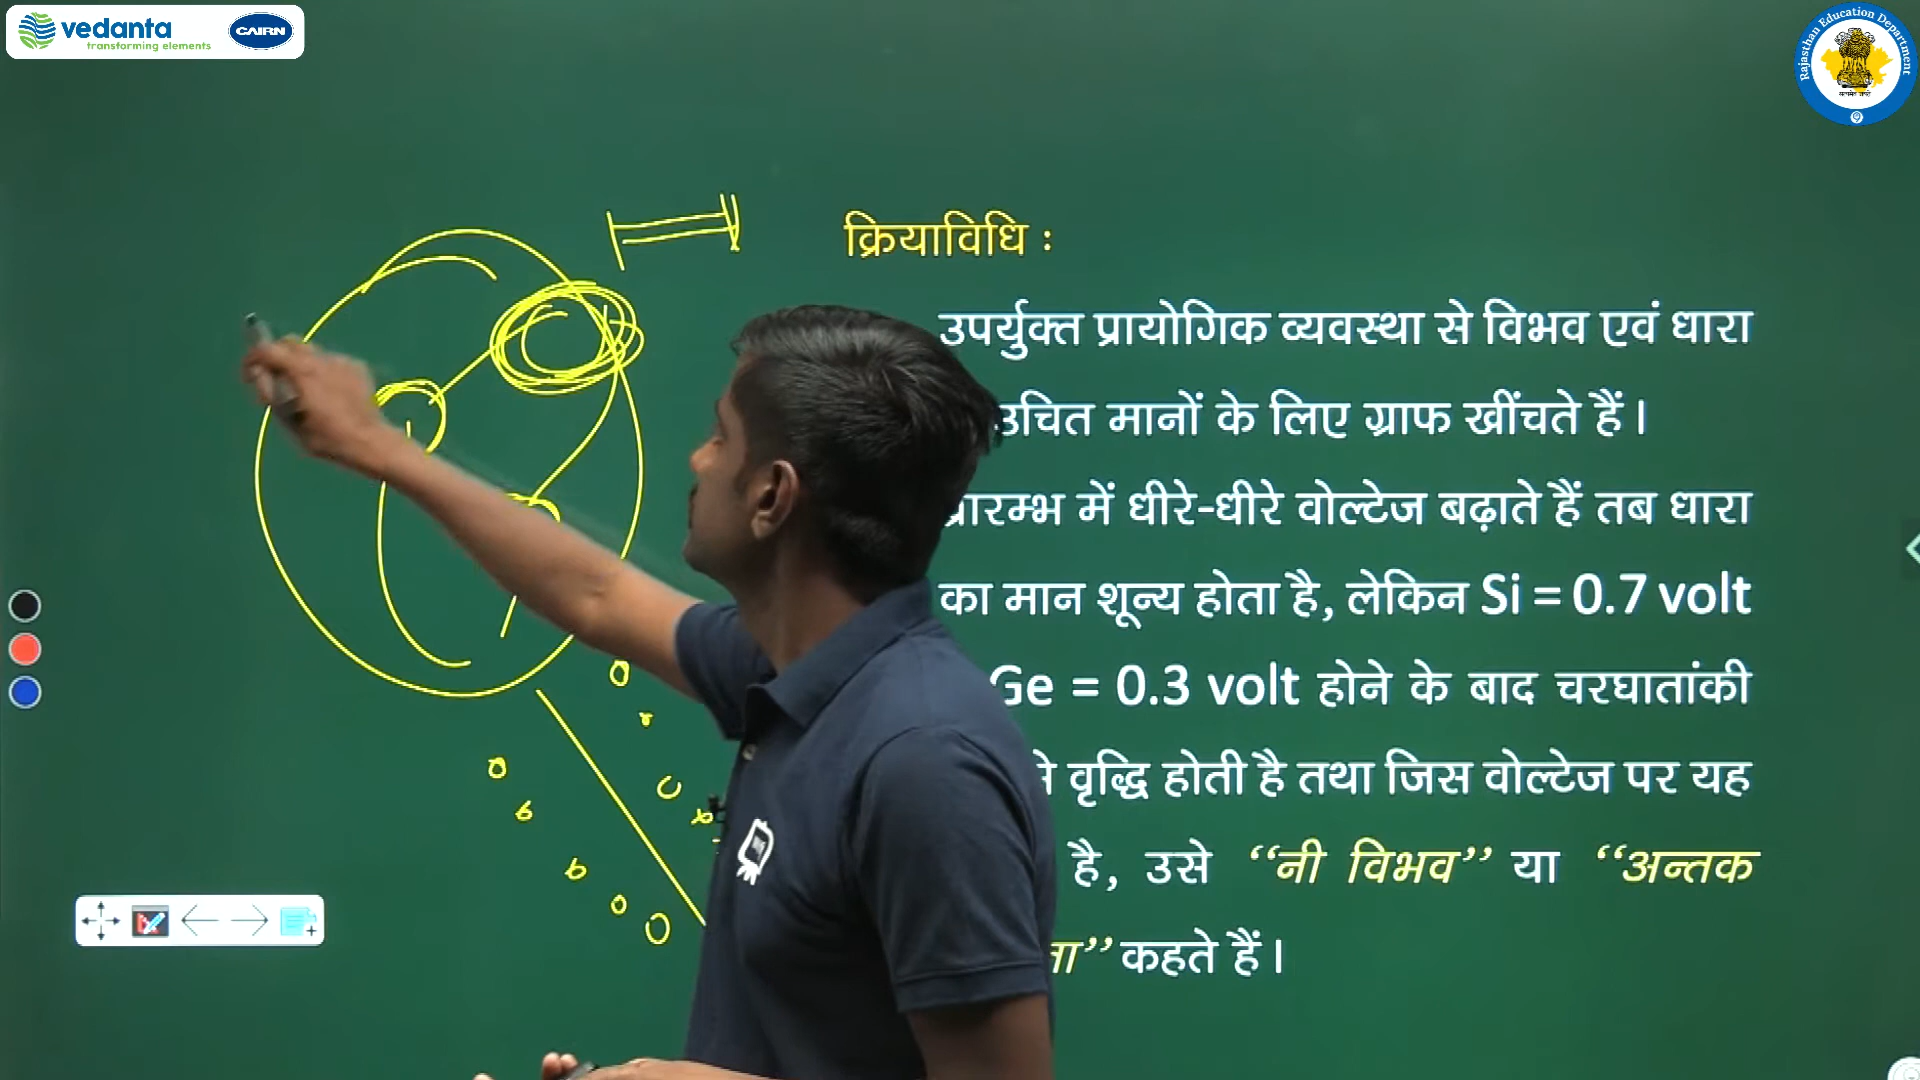 vedanta
transforming elements
CAIRN
Rajasthan Education Department
क्रियाविधि :
उपर्युक्त प्रायोगिक व्यवस्था से विभव एवं धारा
उचित मानों के लिए ग्राफ खींचते हैं।
प्रारम्भ में धीरे-धीरे वोल्टेज बढ़ाते हैं तब धारा
का मान शून्य होता है, लेकिन Si = 0.7 volt
Ge = 0.3 volt होने के बाद चरघातांकी
वृद्धि होती है तथा जिस वोल्टेज पर यह
है, उसे ‘‘नी विभव’’ या ‘‘अन्तक
कहते हैं।